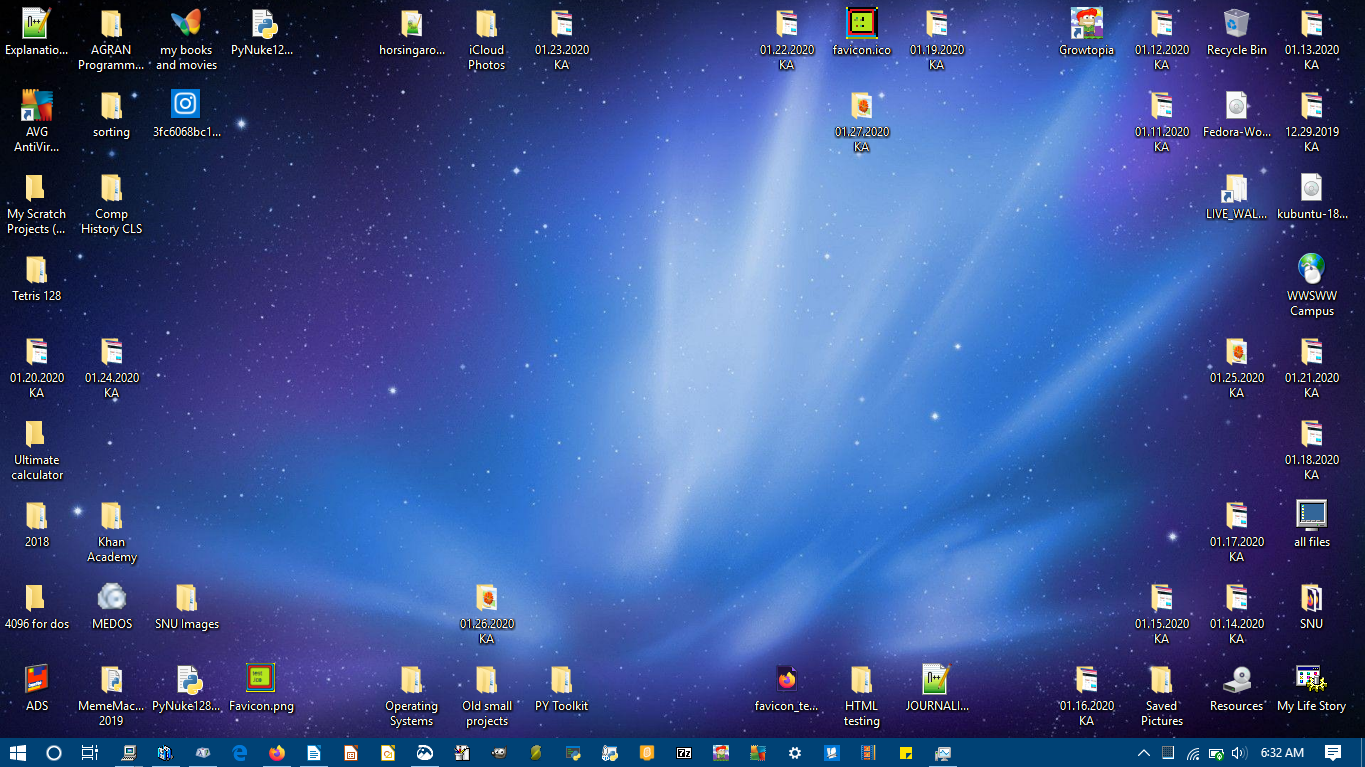 Explanatio...
AGRAN
Programm...
my books
and movies
PyNuke12...
horsingaro...
iCloud
Photos
01.23.2020
KA
01.22.2020
KA
favicon.ico
01.19.2020
KA
Growtopia
01.12.2020
KA
Recycle Bin
01.13.2020
KA
AVG
AntiVir...
sorting
3fc6068bc1...
01.27.2020
KA
01.11.2020
KA
Fedora-Wo...
12.29.2019
KA
My Scratch
Projects (...
Comp
History CLS
LIVE_WAL...
kubuntu-18...
Tetris 128
WWSWW
Campus
01.20.2020
KA
01.24.2020
KA
01.25.2020
KA
01.21.2020
KA
Ultimate
calculator
01.18.2020
KA
2018
Khan
Academy
01.17.2020
KA
all files
4096 for dos
MEDOS
SNU Images
01.26.2020
KA
01.15.2020
KA
01.14.2020
KA
SNU
ADS
MemeMac...
2019
PyNuke128...
Favicon.png
Operating
Systems
Old small
projects
PY Toolkit
favicon_te...
HTML
testing
JOURNALI...
01.16.2020
KA
Saved
Pictures
Resources
My Life Story
6:32 AM